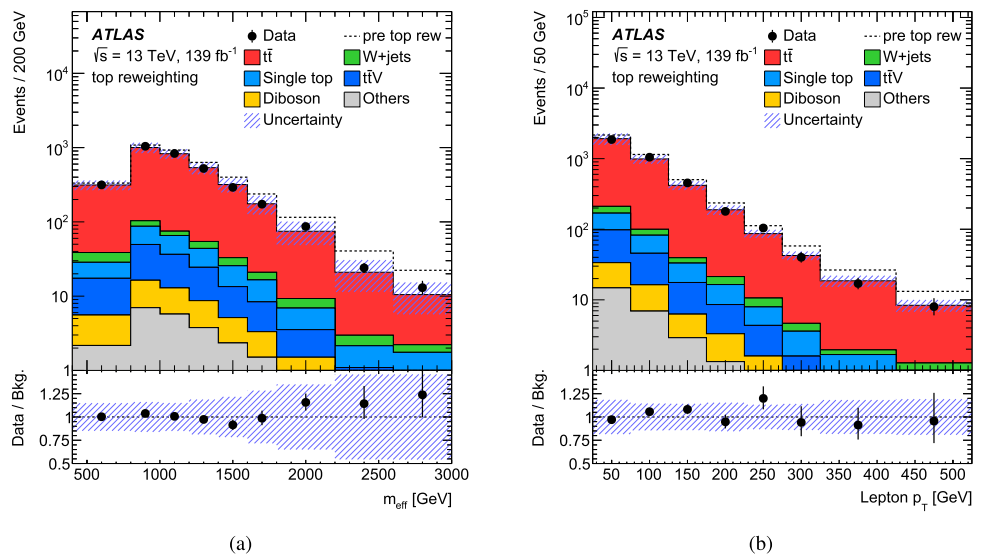 Events / 200 GeV
10⁴
10³
10²
10
1
ATLAS
√s = 13 TeV, 139 fb⁻¹
top reweighting
Data
pre top rew
tt̄
W+jets
Single top
tt̄V
Diboson
Others
Uncertainty
Data / Bkg.
1.25
1
0.75
0.5
500 1000 1500 2000 2500 3000
m_eff [GeV]
(a)
Events / 50 GeV
10⁵
10⁴
10³
10²
10
1
ATLAS
√s = 13 TeV, 139 fb⁻¹
top reweighting
Data
pre top rew
tt̄
W+jets
Single top
tt̄V
Diboson
Others
Uncertainty
Data / Bkg.
1.25
1
0.75
0.5
50 100 150 200 250 300 350 400 450 500
Lepton p_T [GeV]
(b)